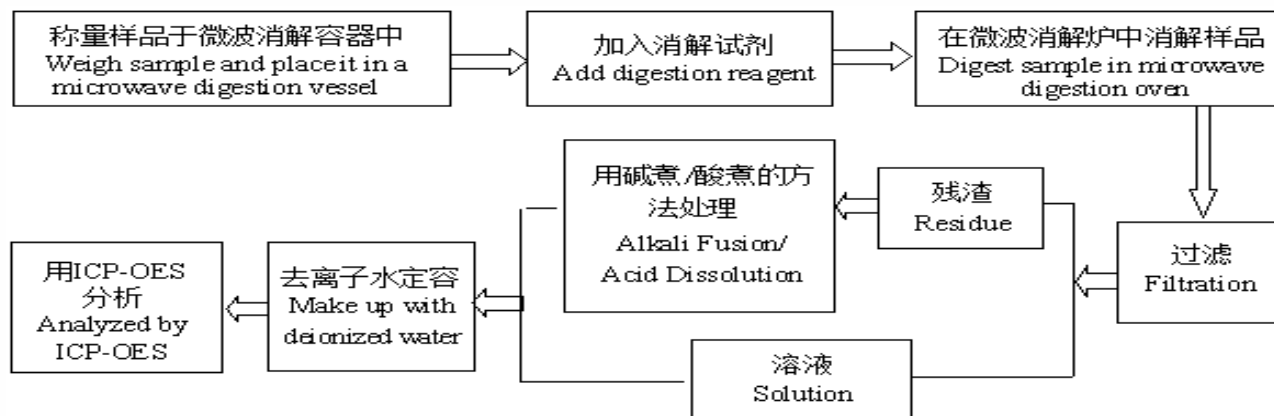 称量样品于微波消解容器中
Weigh sample and place it in a
microwave digestion vessel
加入消解试剂
Add digestion reagent
在微波消解炉中消解样品
Digest sample in microwave
digestion oven
过滤
Filtration
残渣
Residue
用碱煮/酸煮的方
法处理
Alkali Fusion/
Acid Dissolution
溶液
Solution
去离子水定容
Make up with
deionized water
用ICP-OES
分析
Analyzed by
ICP-OES